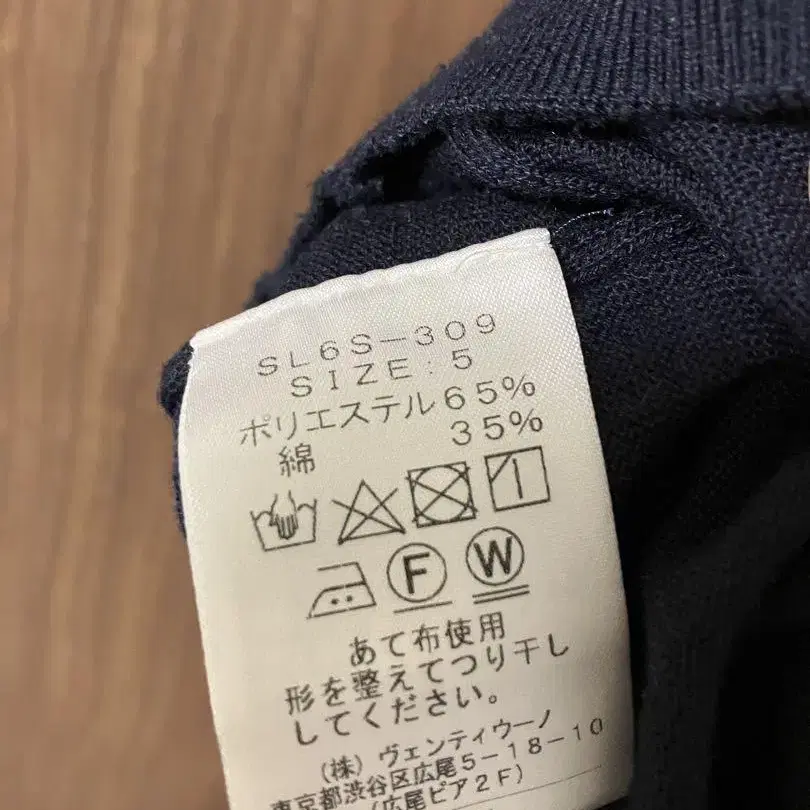 SL6S-309
SIZE:5
ポリエステル 65%
綿 35%
F W
あて布使用
形を整えてつり干し
してください。
(株) ヴェンティウーノ
東京都渋谷区広尾5-18-10
(広尾ピア2F)